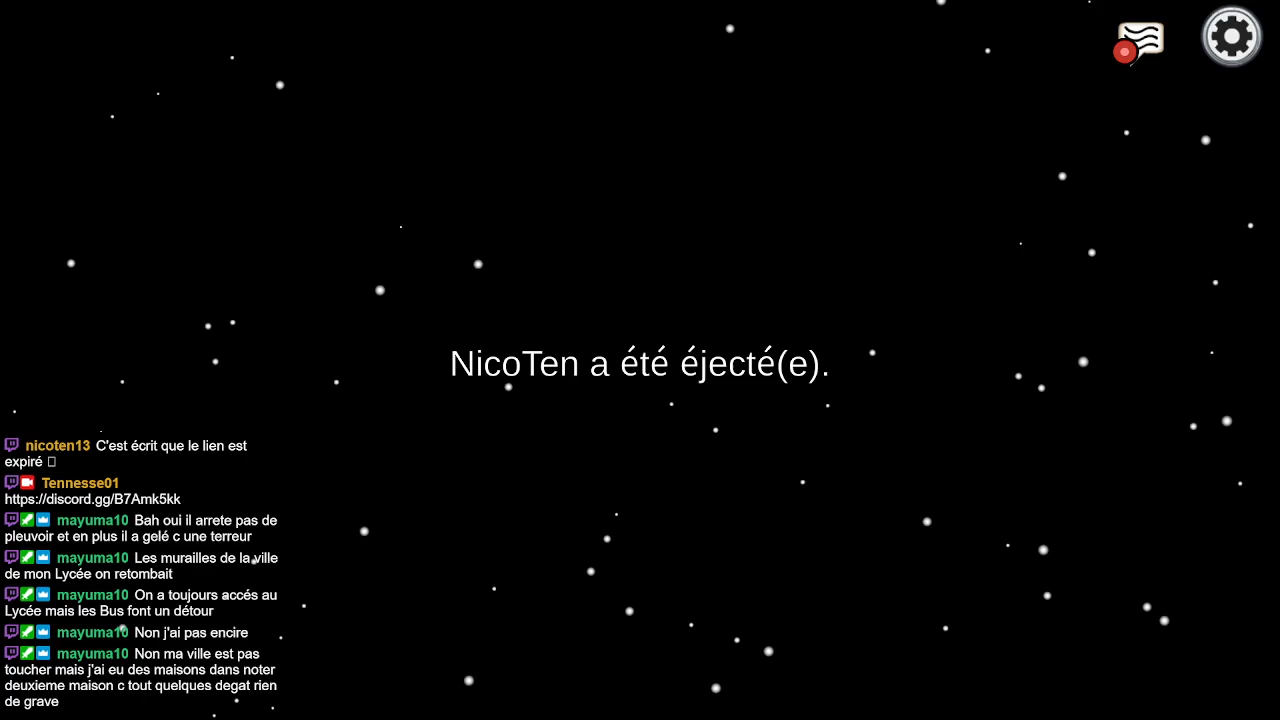 NicoTen a été éjecté(e).
nicoten13 C'est écrit que le lien est
expiré
Tennesse01
https://discord.gg/B7Amk5kk
mayuma10 Bah oui il arrete pas de
pleuvoir et en plus il a gelé c une terreur
mayuma10 Les murailles de la ville
de mon Lycée on retombait
mayuma10 On a toujours accés au
Lycée mais les Bus font un détour
mayuma10 Non j'ai pas encire
mayuma10 Non ma ville est pas
toucher mais j'ai eu des maisons dans noter
deuxieme maison c tout quelques degat rien
de grave